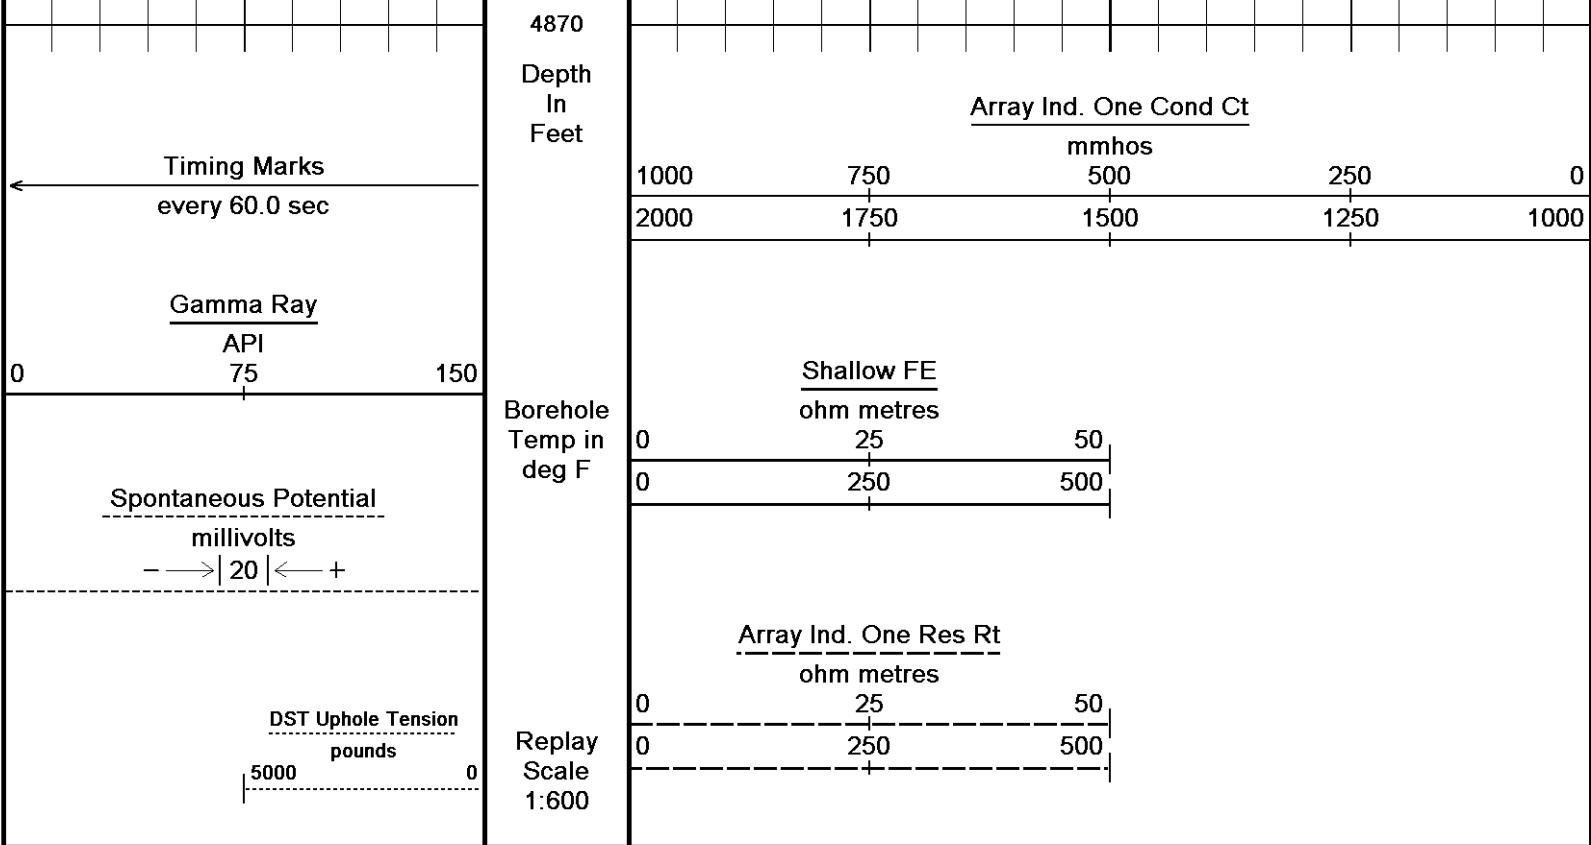 4870
Depth
In
Feet
Timing Marks
every 60.0 sec
Gamma Ray
API
0 75 150
Spontaneous Potential
millivolts
– 20 +
DST Uphole Tension
pounds
5000 0
Borehole
Temp in
deg F
Replay
Scale
1:600
Array Ind. One Cond Ct
mmhos
1000 750 500 250 0
2000 1750 1500 1250 1000
Shallow FE
ohm metres
0 25 50
0 250 500
Array Ind. One Res Rt
ohm metres
0 25 50
0 250 500